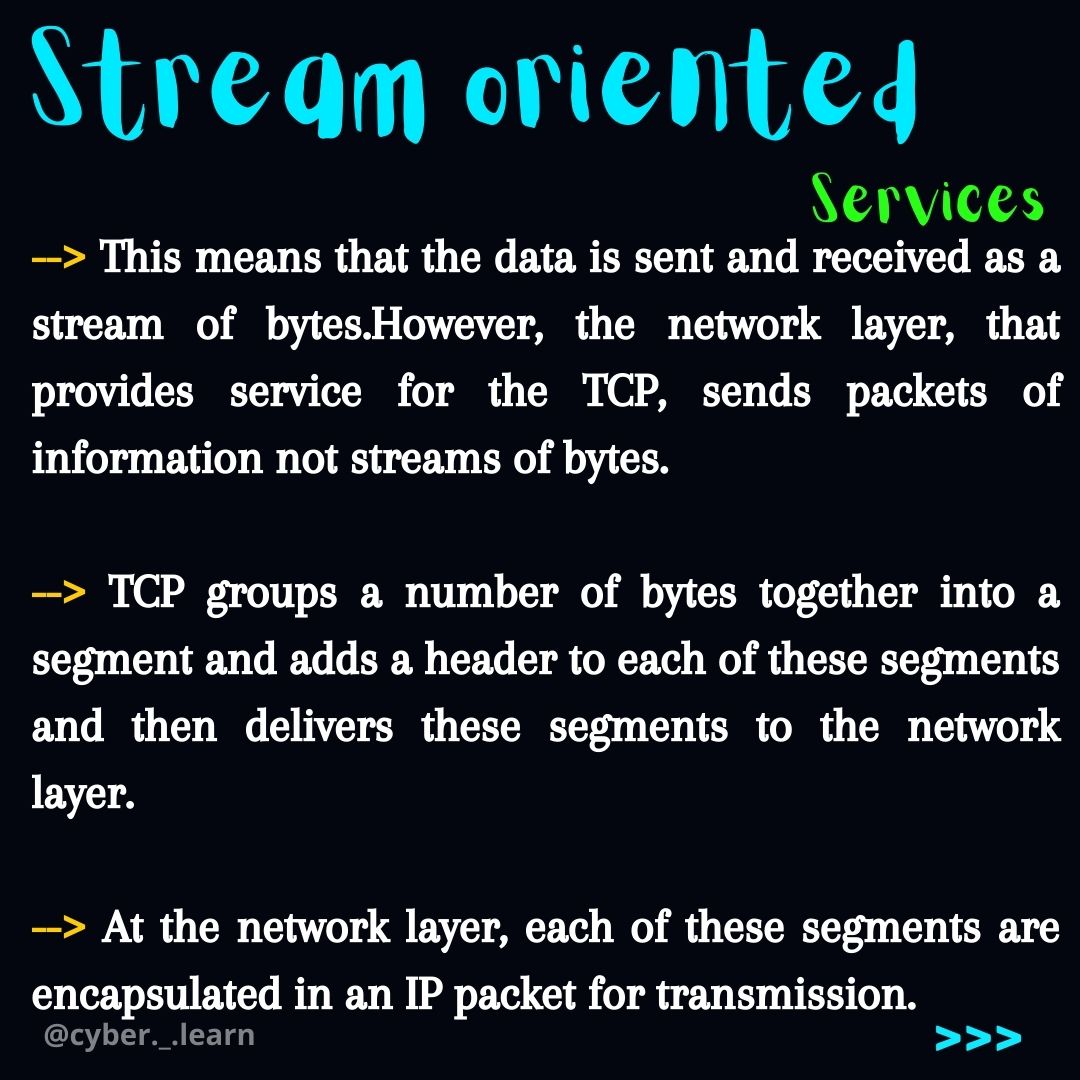 Stream oriented
Services
--> This means that the data is sent and received as a
stream of bytes.However, the network layer, that
provides service for the TCP, sends packets of
information not streams of bytes.
--> TCP groups a number of bytes together into a
segment and adds a header to each of these segments
and then delivers these segments to the network
layer.
--> At the network layer, each of these segments are
encapsulated in an IP packet for transmission.
@cyber._.learn
>>>